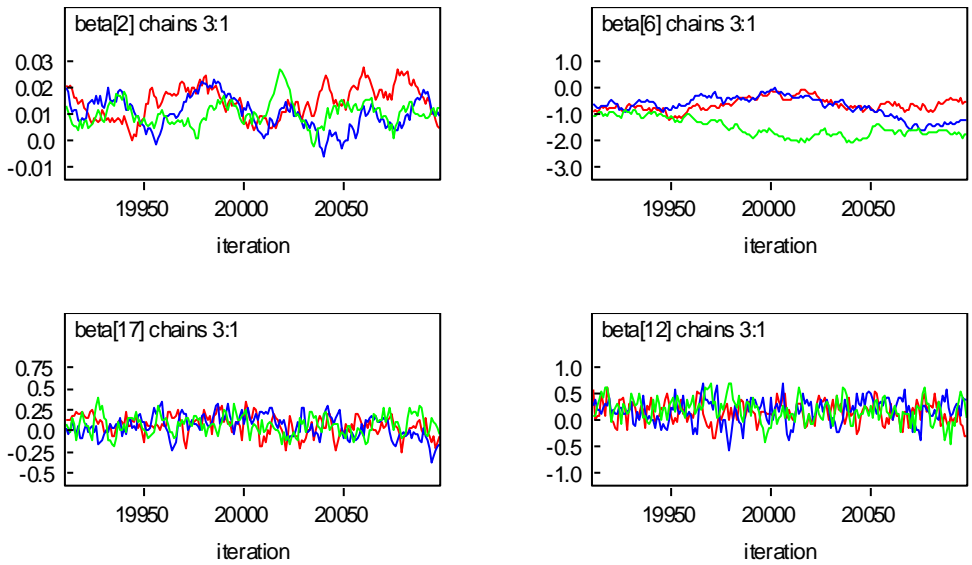 beta[2] chains 3:1
0.03
0.02
0.01
0.0
-0.01
19950 20000 20050
iteration
beta[6] chains 3:1
1.0
0.0
-1.0
-2.0
-3.0
19950 20000 20050
iteration
beta[17] chains 3:1
0.75
0.5
0.25
0.0
-0.25
-0.5
19950 20000 20050
iteration
beta[12] chains 3:1
1.0
0.5
0.0
-0.5
-1.0
19950 20000 20050
iteration